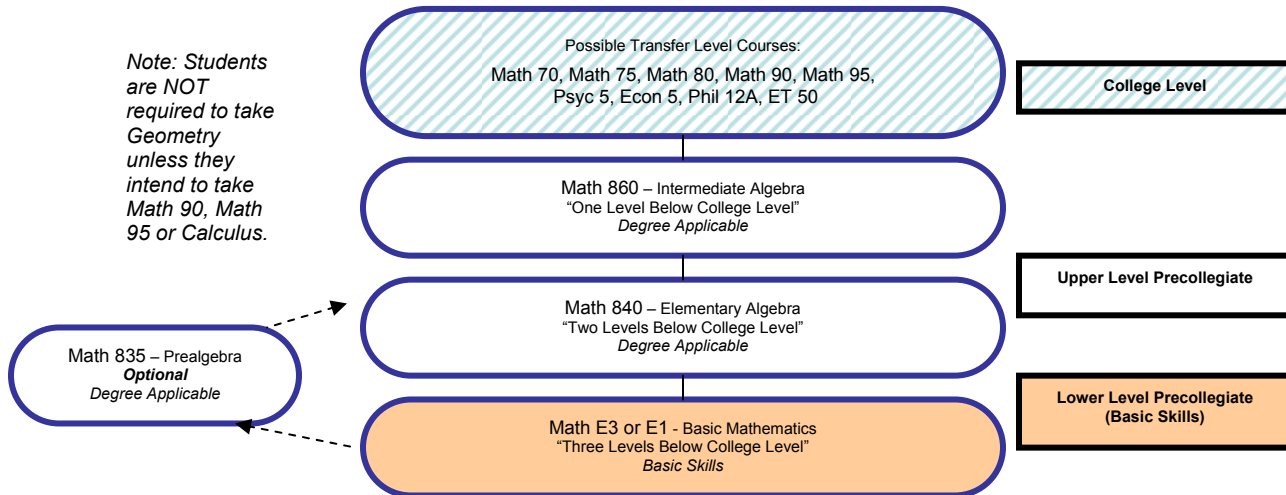 Note: Students
are NOT
required to take
Geometry
unless they
intend to take
Math 90, Math
95 or Calculus.
Possible Transfer Level Courses:
Math 70, Math 75, Math 80, Math 90, Math 95,
Psyc 5, Econ 5, Phil 12A, ET 50
College Level
Math 860 – Intermediate Algebra
“One Level Below College Level”
Degree Applicable
Upper Level Precollegiate
Math 840 – Elementary Algebra
“Two Levels Below College Level”
Degree Applicable
Math 835 – Prealgebra
Optional
Degree Applicable
Lower Level Precollegiate
(Basic Skills)
Math E3 or E1 - Basic Mathematics
“Three Levels Below College Level”
Basic Skills